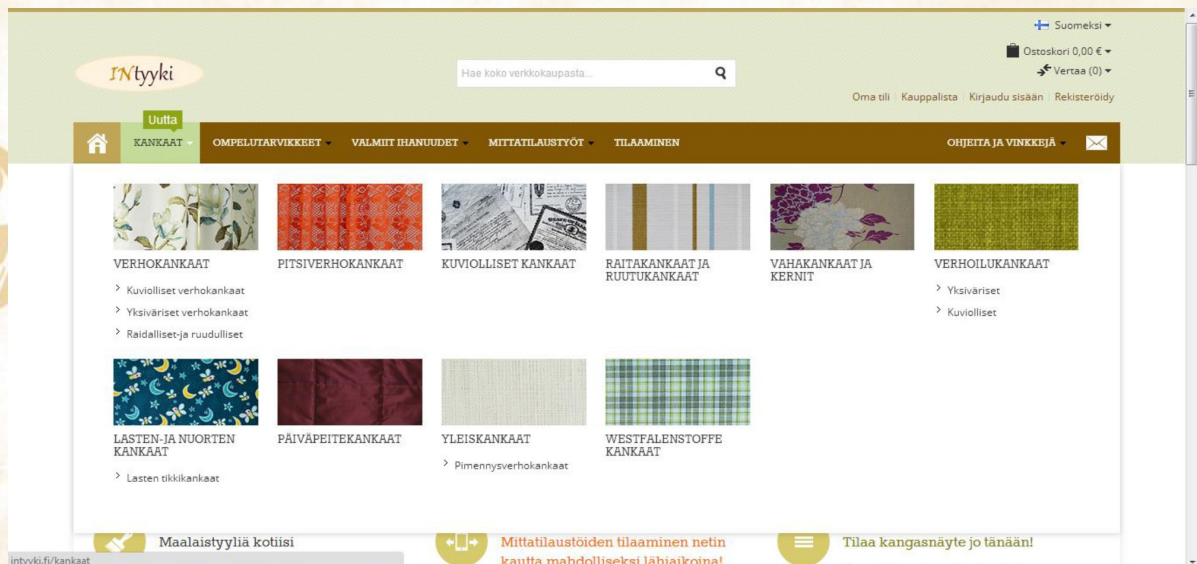 Suomeksi
Ostoskori 0,00 €
INtyyki
Hae koko verkkokaupasta...
Vertaa (0)
Oma tili Kauppalista Kirjaudu sisään Rekisteröidy
Uutta
KANKAAT OMPELUTARVIKKEET VALMIIT IHANUUDET MITTATILAUSTYÖT TILAAMINEN OHJEITA JA VINKKEJÄ
VERHOKANKAAT
Kuviolliset verhokankaat
Yksiväriset verhokankaat
Raidalliset-ja ruudulliset
PITSIVERHOKANKAAT
KUVIOLLISET KANKAAT
RAITAKANKAAT JA
RUUTUKANKAAT
VAHAKANKAAT JA
KERNIT
VERHOILUKANKAAT
Yksiväriset
Kuviolliset
LASTEN-JA NUORTEN
KANKAAT
Lasten tikkikankaat
PÄIVÄPEITEKANKAAT
YLEISKANKAAT
Pimennysverhokankaat
WESTFALENSTOFFE
KANKAAT
Maalaistyyliä kotiisi
Mittatilaustöiden tilaaminen netin
kautta mahdolliseksi lähiaikoina!
Tilaa kangasnäyte jo tänään!
intyyki.fi/kankaat